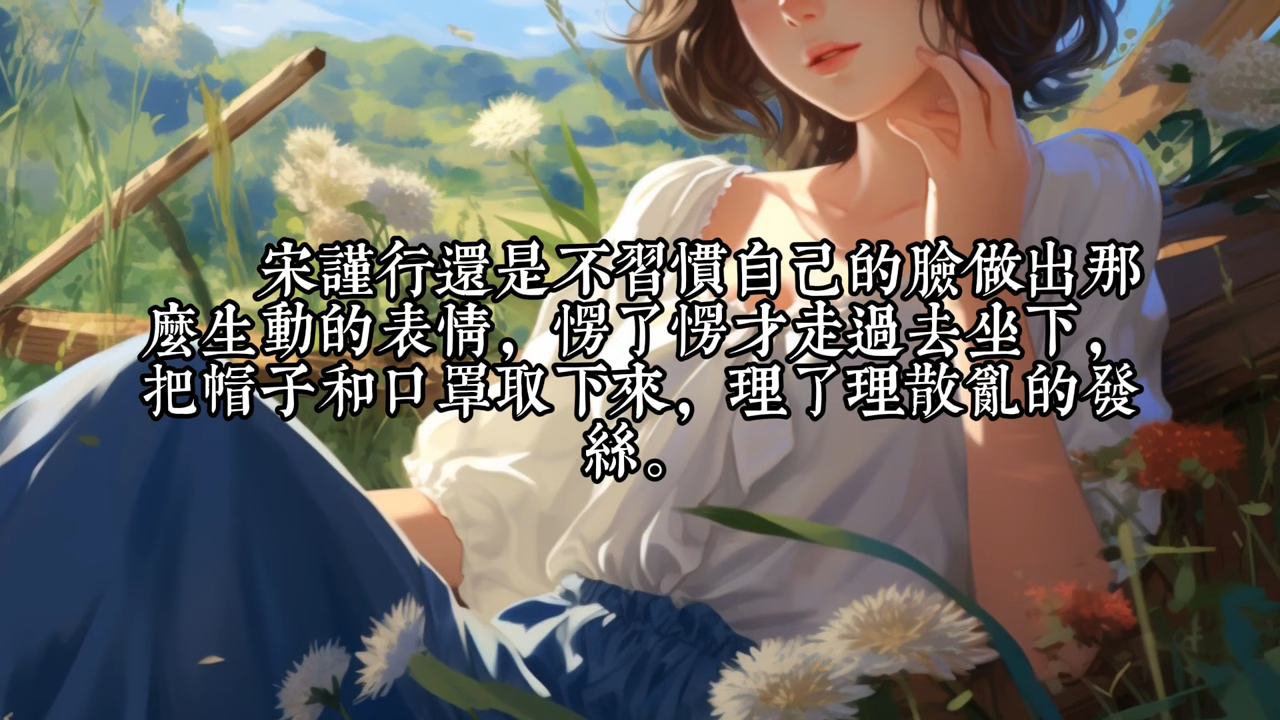 宋謹行還是不習慣自己的臉做出那
麼生動的表情，愣了愣才走過去坐下，
把帽子和口罩取下來，理了理散亂的發
絲。